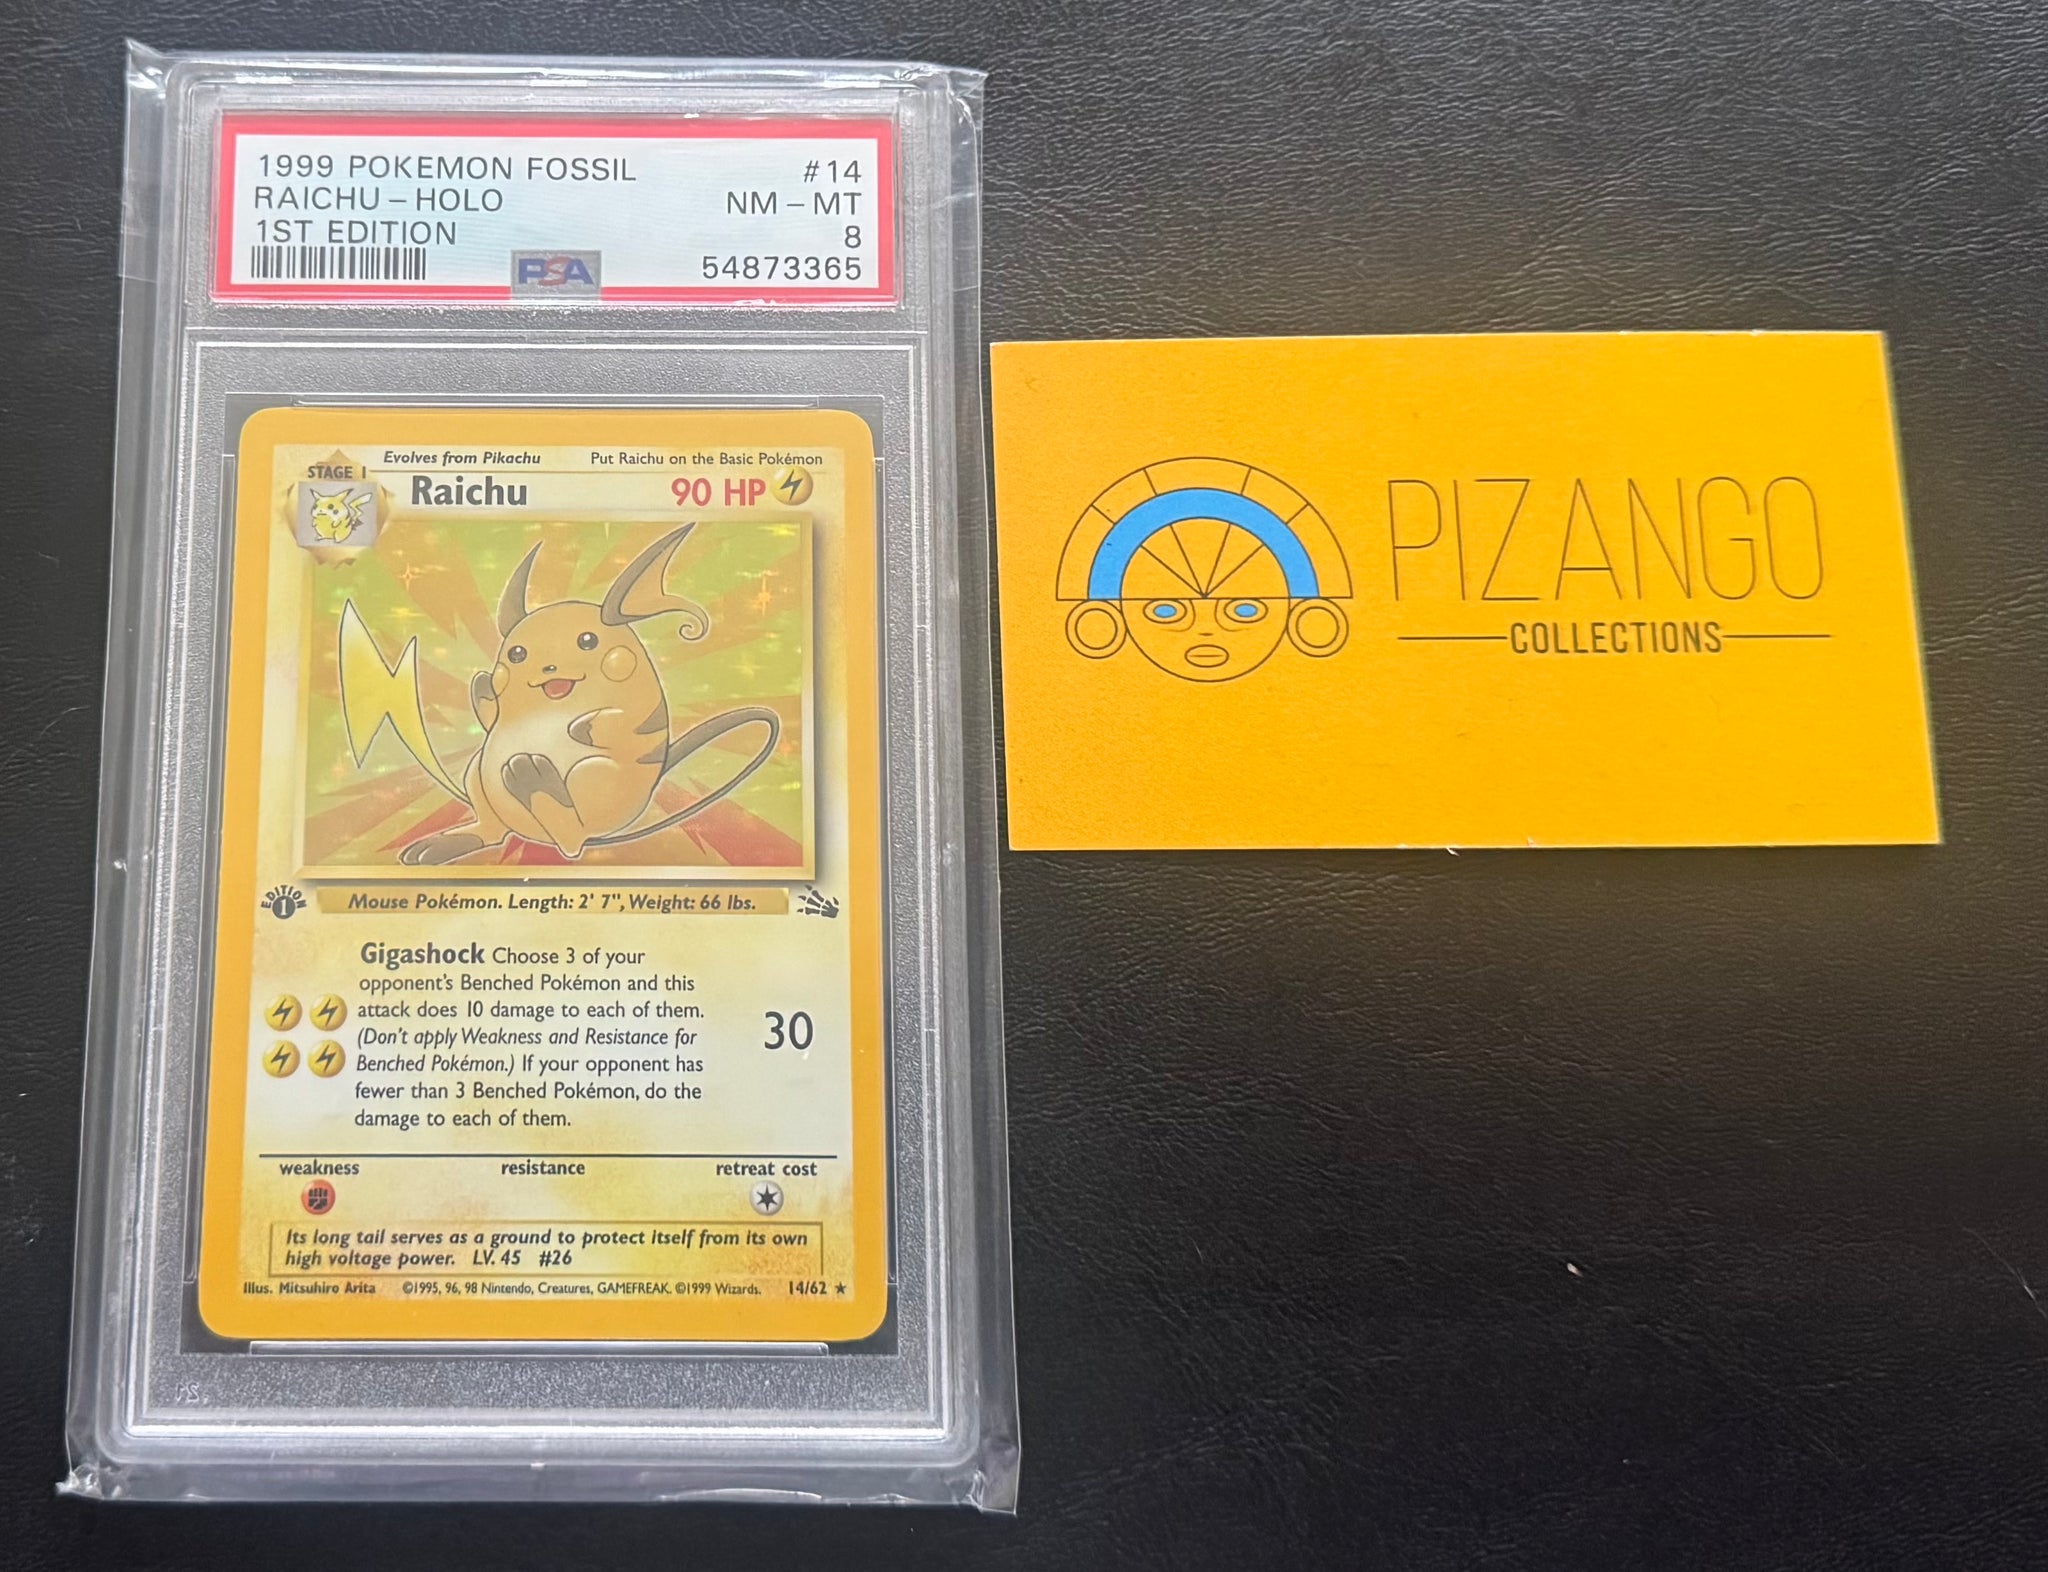 1999 POKEMON FOSSIL #14
RAICHU - HOLO NM - MT
1ST EDITION 8
PSA 54873365
STAGE 1 Evolves from Pikachu Put Raichu on the Basic Pokémon
Raichu 90 HP
EDITION 1
Mouse Pokémon. Length: 2' 7", Weight: 66 lbs.
Gigashock Choose 3 of your
opponent's Benched Pokémon and this
attack does 10 damage to each of them.
(Don't apply Weakness and Resistance for
Benched Pokémon.) If your opponent has
fewer than 3 Benched Pokémon, do the
damage to each of them.
30
weakness resistance retreat cost
Its long tail serves as a ground to protect itself from its own
high voltage power. LV. 45 #26
Illus. Mitsuhiro Arita ©1995, 96, 98 Nintendo, Creatures, GAMEFREAK. ©1999 Wizards. 14/62 ★
PIZANGO
COLLECTIONS